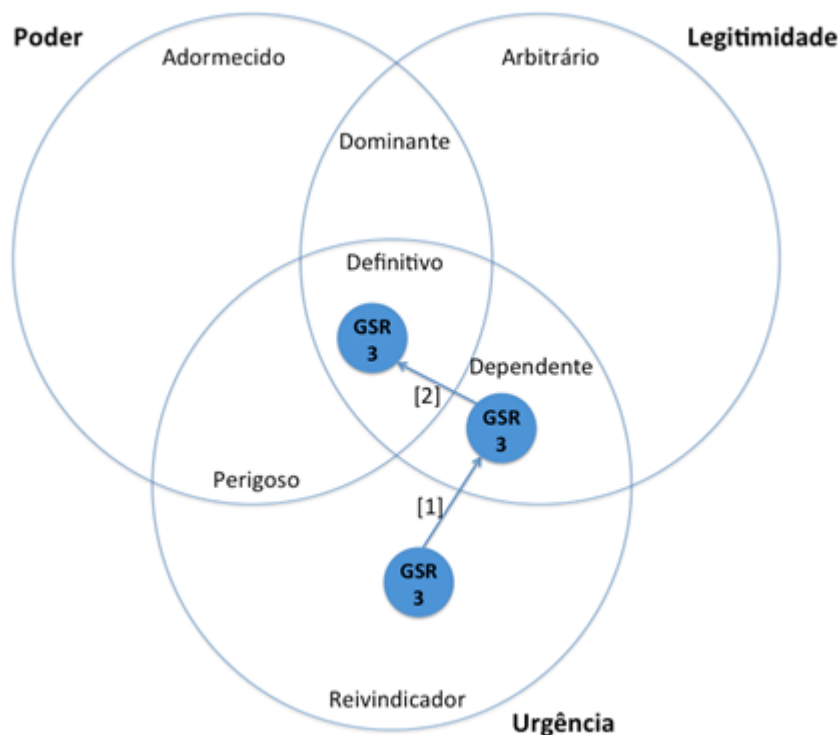 Poder
Legitimidade
Adormecido
Arbitrário
Dominante
Definitivo
GSR
3
Dependente
[2]
GSR
3
Perigoso
[1]
GSR
3
Reivindicador
Urgência